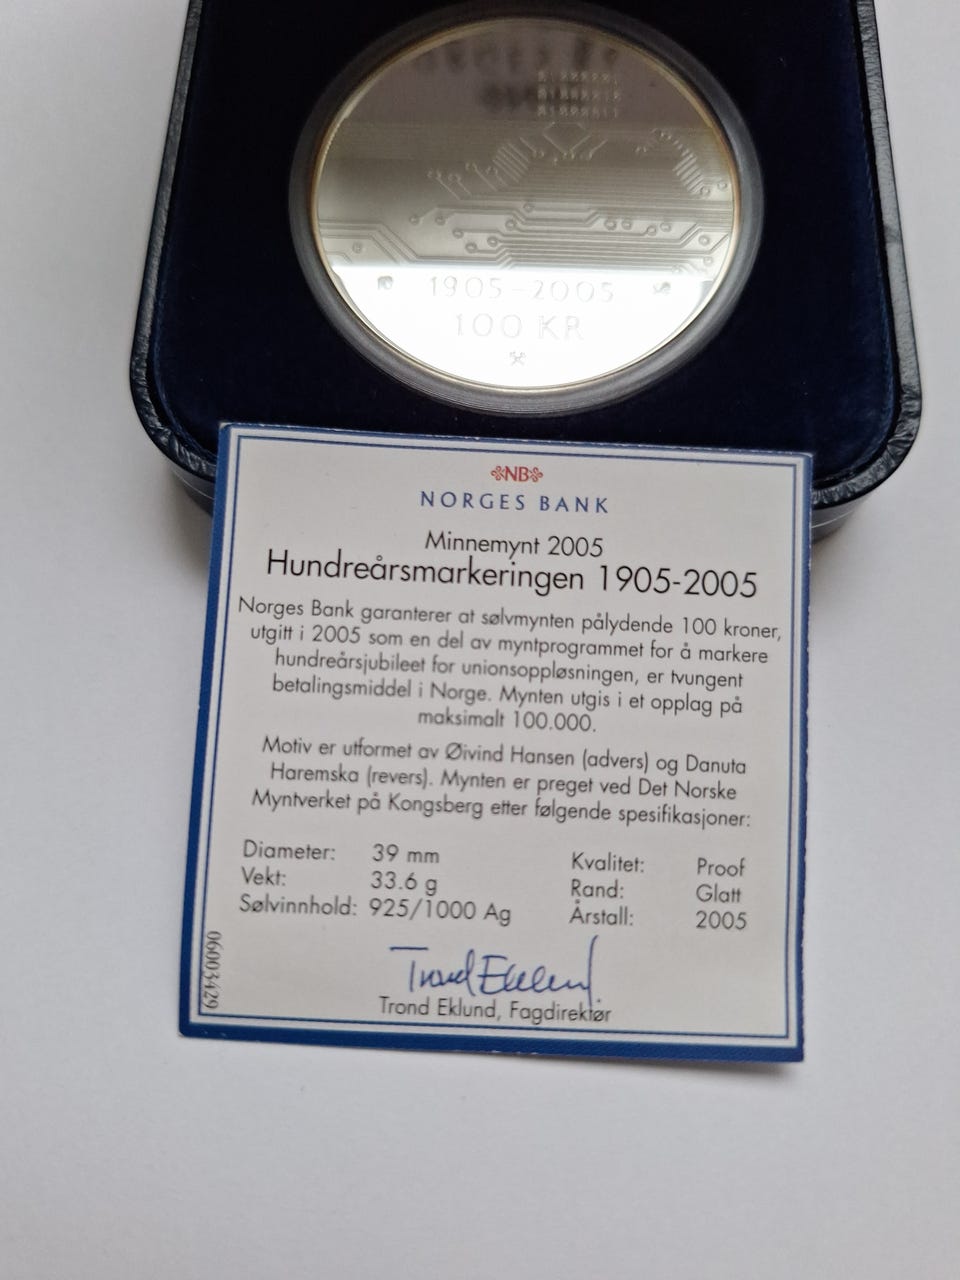 1905-2005
100 KR
NB
NORGES BANK
Minnemynt 2005
Hundreårsmarkeringen 1905-2005
Norges Bank garanterer at sølvmynten pålydende 100 kroner,
utgitt i 2005 som en del av myntprogrammet for å markere
hundreårsjubileet for unionsoppløsningen, er tvungent
betalingsmiddel i Norge. Mynten utgis i et opplag på
maksimalt 100.000.
Motiv er utformet av Øivind Hansen (advers) og Danuta
Haremska (revers). Mynten er preget ved Det Norske
Myntverket på Kongsberg etter følgende spesifikasjoner:
Diameter: 39 mm Kvalitet: Proof
Vekt: 33.6 g Rand: Glatt
Sølvinnhold: 925/1000 Ag Årstall: 2005
Trond Eklund
Trond Eklund, Fagdirektør
06003429